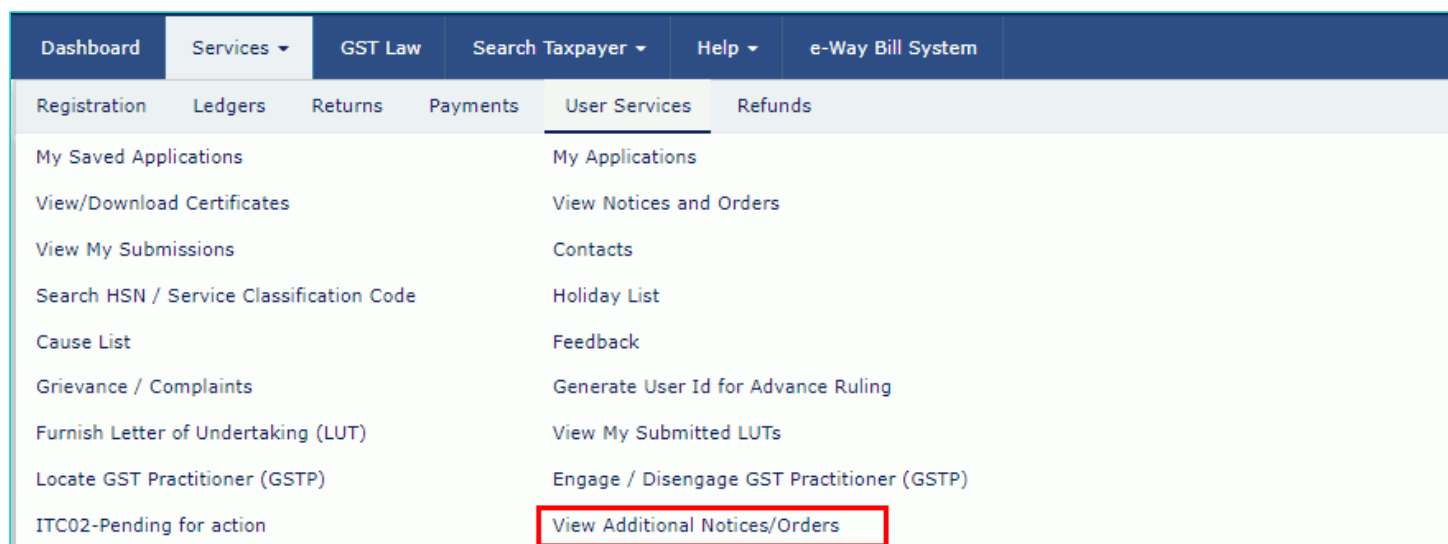 Dashboard Services GST Law Search Taxpayer Help e-Way Bill System
Registration Ledgers Returns Payments User Services Refunds
My Saved Applications My Applications
View/Download Certificates View Notices and Orders
View My Submissions Contacts
Search HSN / Service Classification Code Holiday List
Cause List Feedback
Grievance / Complaints Generate User Id for Advance Ruling
Furnish Letter of Undertaking (LUT) View My Submitted LUTs
Locate GST Practitioner (GSTP) Engage / Disengage GST Practitioner (GSTP)
ITC02-Pending for action View Additional Notices/Orders